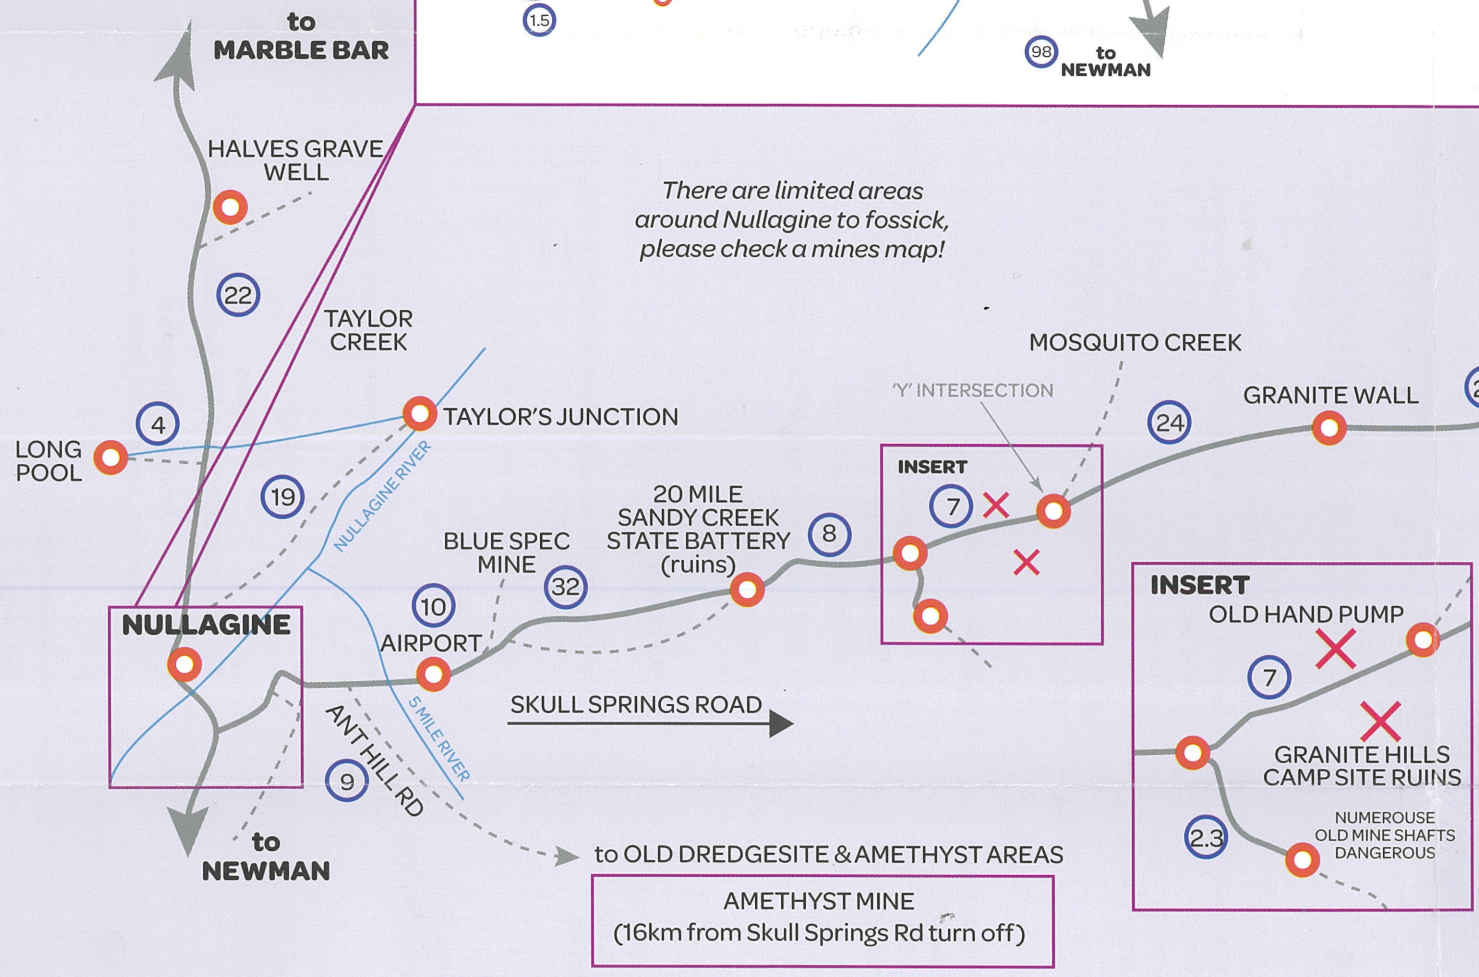 1.5
98
to
NEWMAN
to
MARBLE BAR
HALVES GRAVE
WELL
22
There are limited areas
around Nullagine to fossick,
please check a mines map!
TAYLOR
CREEK
MOSQUITO CREEK
'Y' INTERSECTION
GRANITE WALL
24
4
TAYLOR'S JUNCTION
LONG
POOL
NULLAGINE RIVER
19
INSERT
7
20 MILE
SANDY CREEK
STATE BATTERY
(ruins)
8
BLUE SPEC
MINE
32
10
AIRPORT
NULLAGINE
INSERT
OLD HAND PUMP
7
GRANITE HILLS
CAMP SITE RUINS
NUMEROUSE
OLD MINE SHAFTS
DANGEROUS
2.3
SKULL SPRINGS ROAD
5 MILE RIVER
ANT HILL RD
9
to
NEWMAN
to OLD DREDGESITE & AMETHYST AREAS
AMETHYST MINE
(16km from Skull Springs Rd turn off)